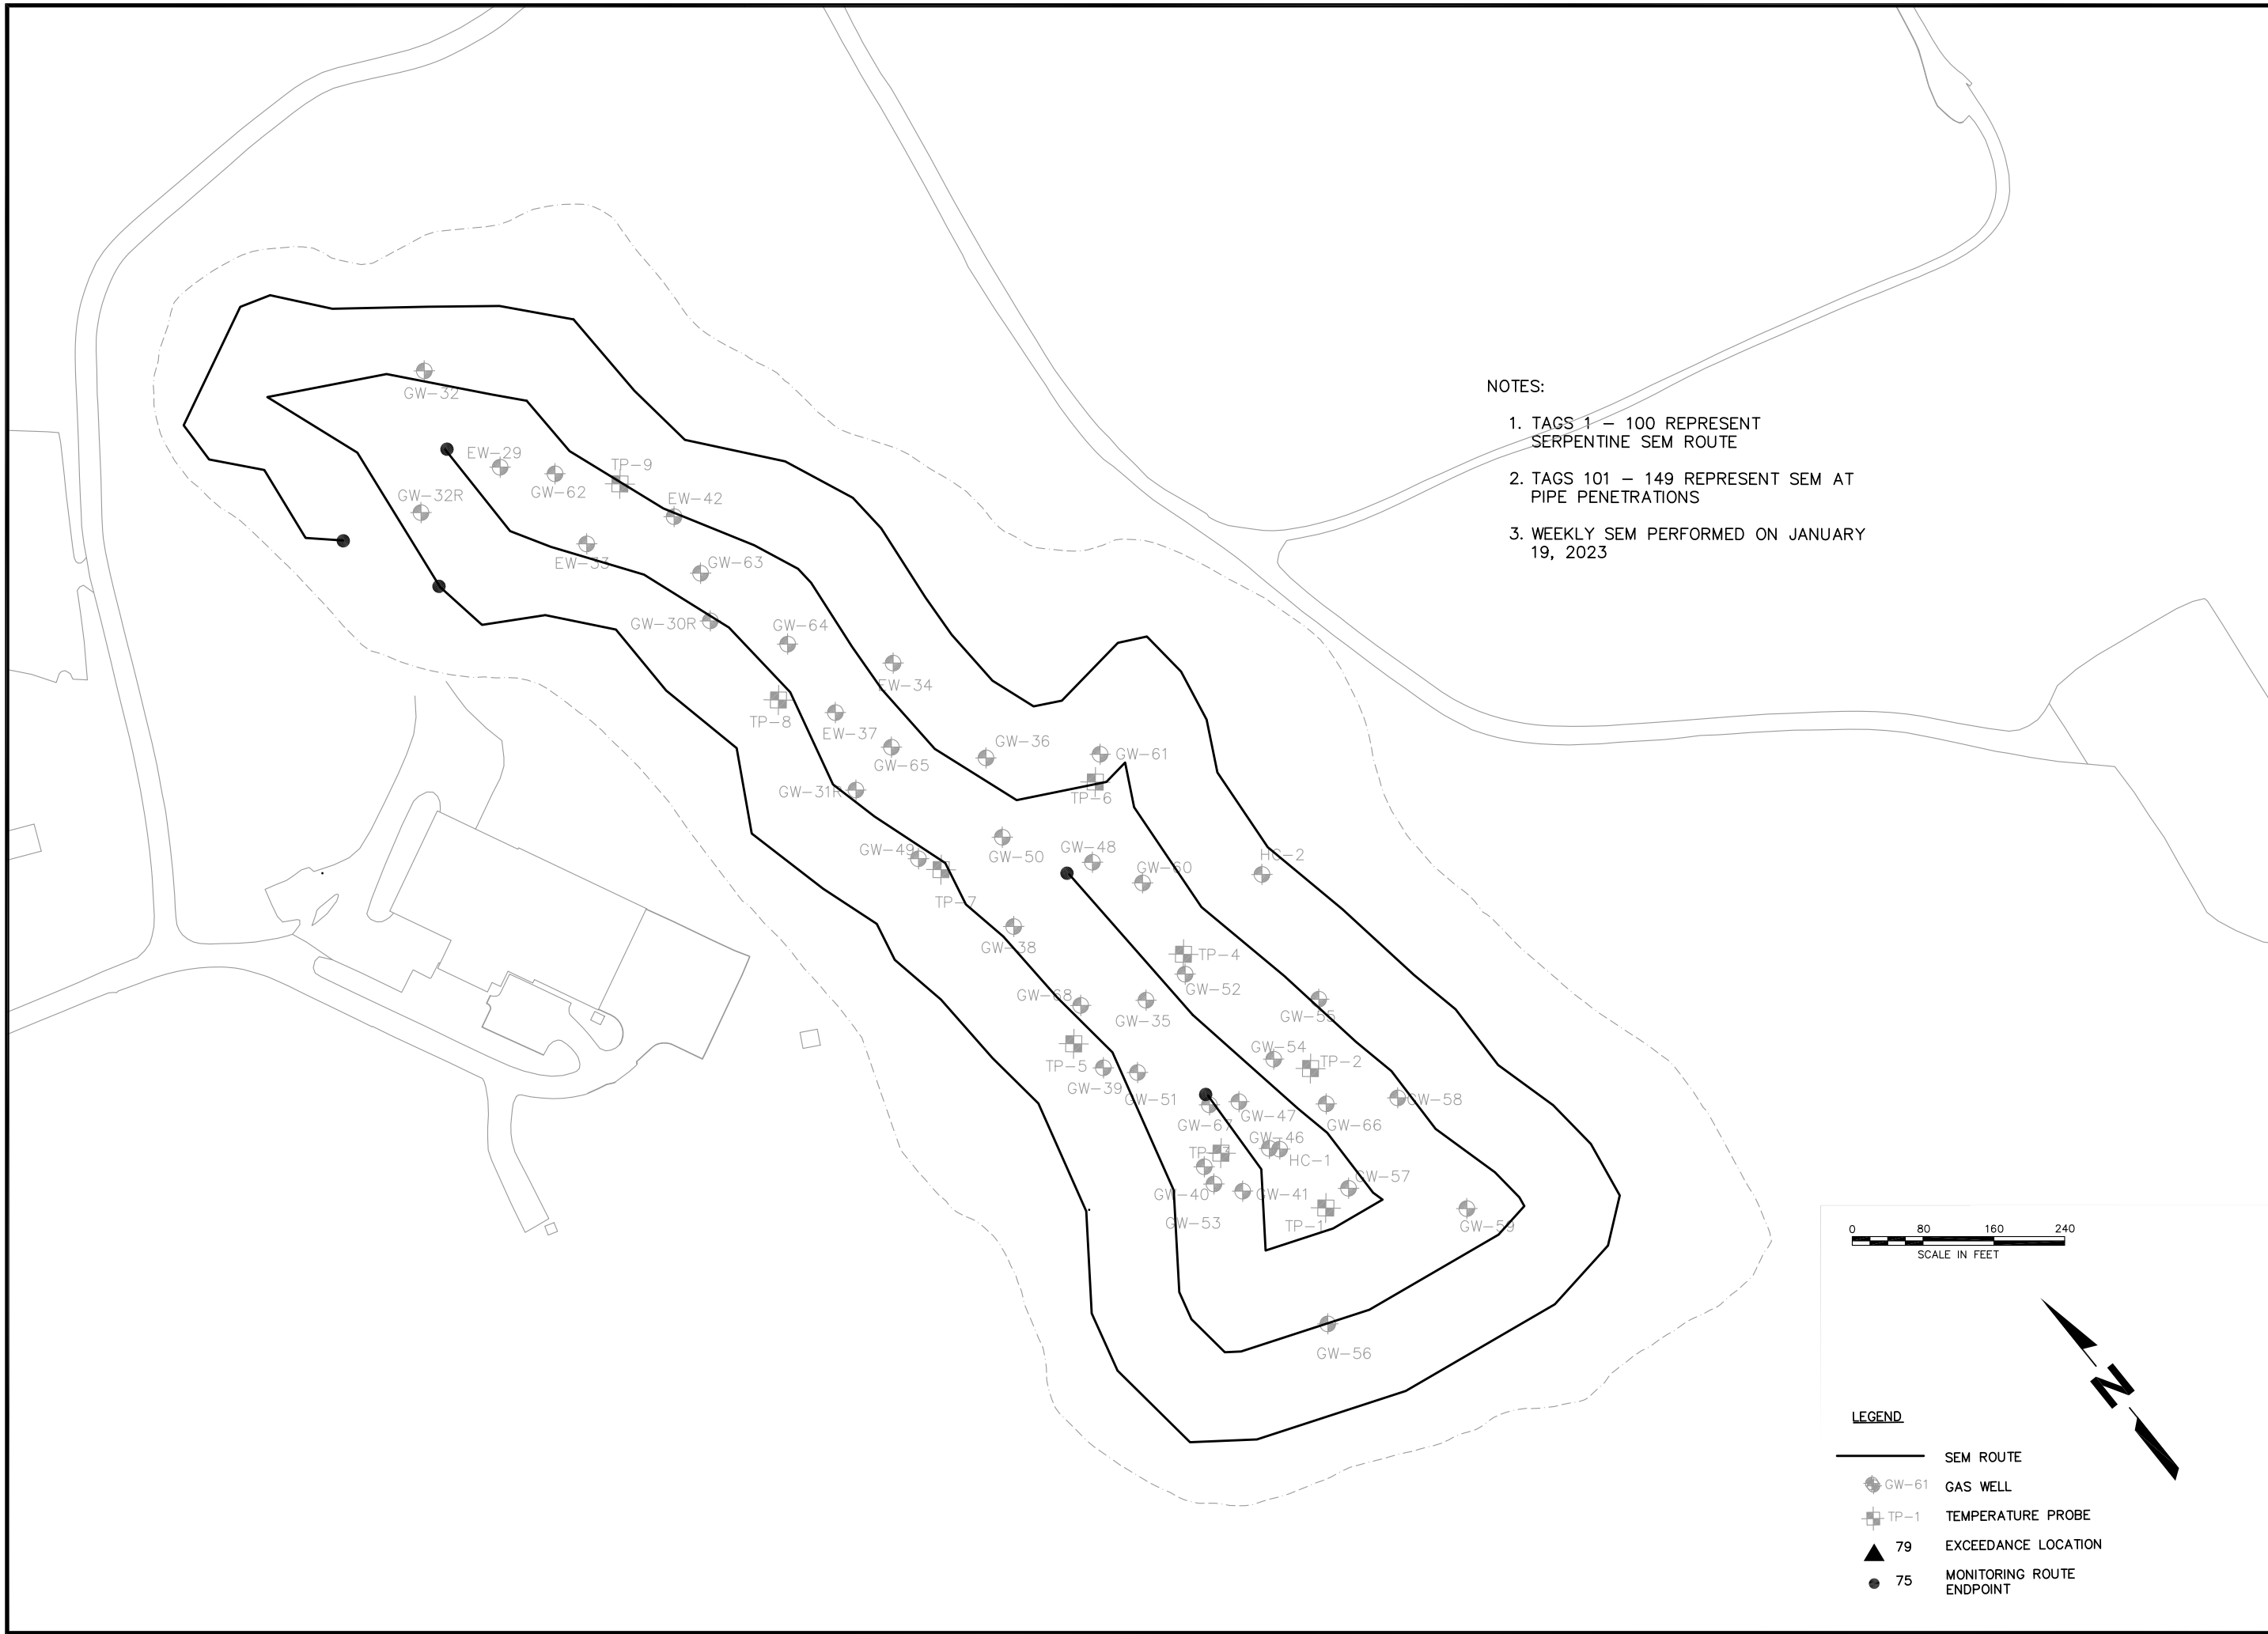 NOTES:
1. TAGS 1 – 100 REPRESENT
SERPENTINE SEM ROUTE
2. TAGS 101 – 149 REPRESENT SEM AT
PIPE PENETRATIONS
3. WEEKLY SEM PERFORMED ON JANUARY
19, 2023
GW-32
EW-29
TP-9
GW-62
GW-32R
EW-42
EW-33
GW-63
GW-30R
GW-64
EW-34
TP-8
EW-37
GW-36
GW-61
GW-65
GW-31R
TP-6
GW-49
GW-50
GW-48
HC-2
GW-60
TP-7
GW-38
TP-4
GW-52
GW-68
GW-35
GW-55
GW-54
TP-2
TP-5
GW-39
GW-51
GW-58
GW-47
GW-67
GW-66
GW-46
TP-3
HC-1
GW-57
GW-40
GW-41
GW-53
TP-1
GW-59
GW-56
0 80 160 240
SCALE IN FEET
N
LEGEND
SEM ROUTE
GW-61 GAS WELL
TP-1 TEMPERATURE PROBE
79 EXCEEDANCE LOCATION
75 MONITORING ROUTE
ENDPOINT